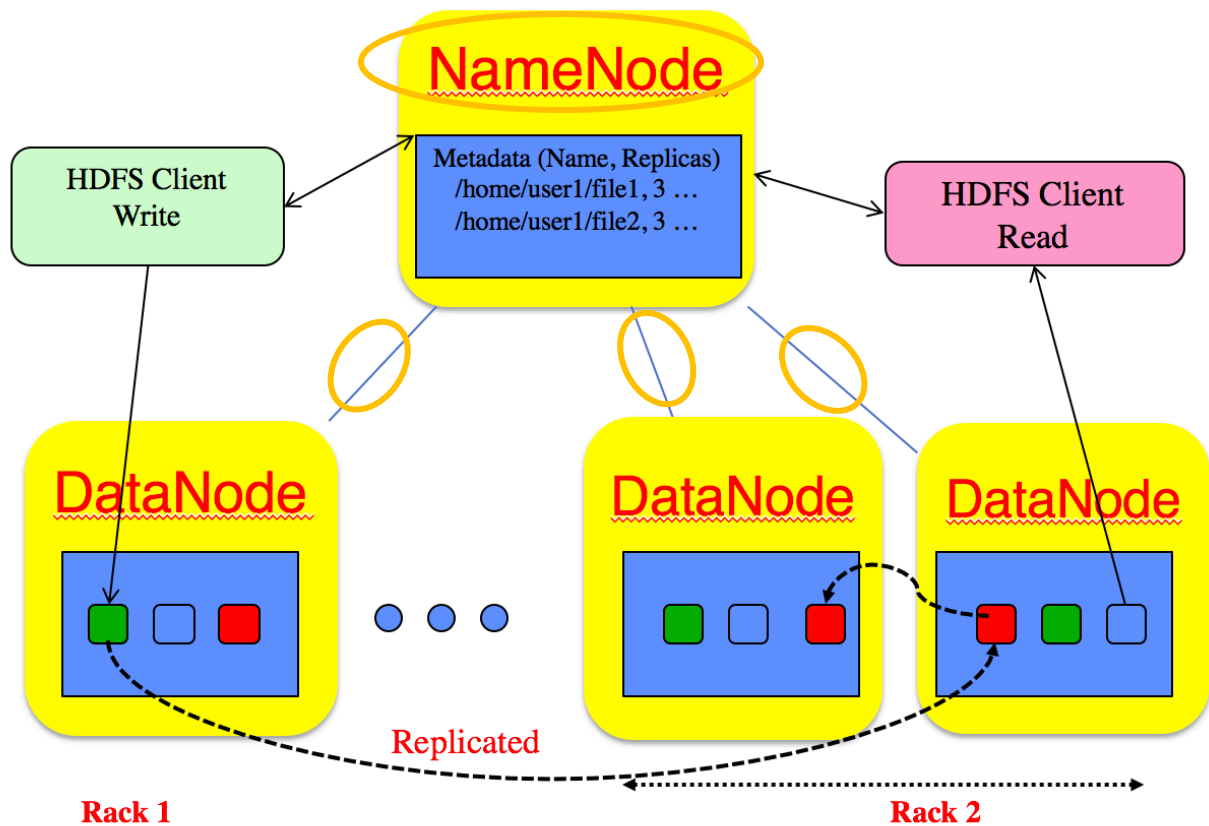 NameNode
Metadata (Name, Replicas)
/home/user1/file1, 3 ...
/home/user1/file2, 3 ...
HDFS Client
Write
HDFS Client
Read
DataNode
DataNode
DataNode
Replicated
Rack 1
Rack 2